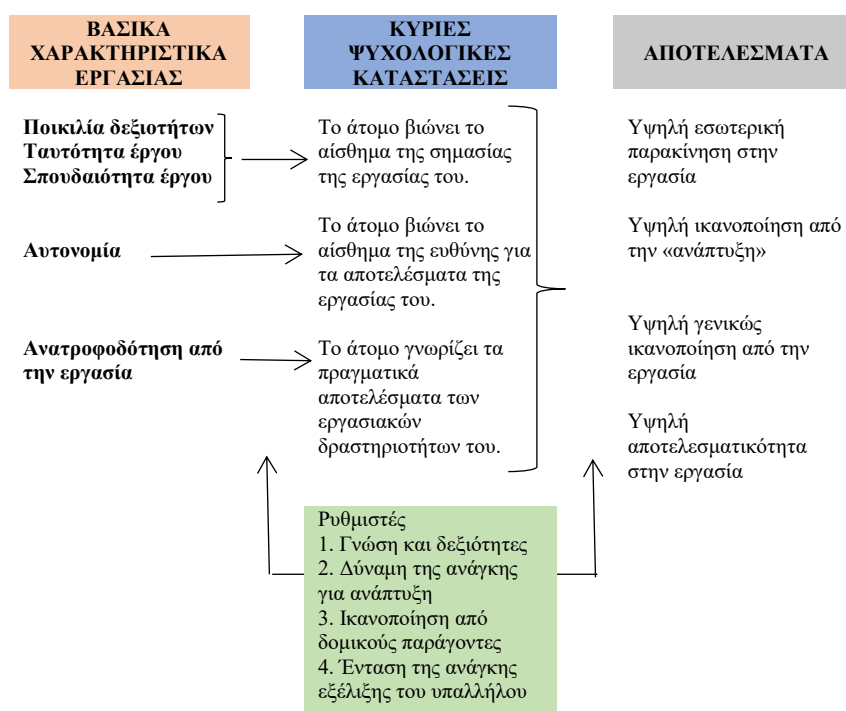 ΒΑΣΙΚΑ
ΧΑΡΑΚΤΗΡΙΣΤΙΚΑ
ΕΡΓΑΣΙΑΣ
ΚΥΡΙΕΣ
ΨΥΧΟΛΟΓΙΚΕΣ
ΚΑΤΑΣΤΑΣΕΙΣ
ΑΠΟΤΕΛΕΣΜΑΤΑ
Ποικιλία δεξιοτήτων
Ταυτότητα έργου
Σπουδαιότητα έργου
Το άτομο βιώνει το
αίσθημα της σημασίας
της εργασίας του.
Υψηλή εσωτερική
παρακίνηση στην
εργασία
Αυτονομία
Το άτομο βιώνει το
αίσθημα της ευθύνης για
τα αποτελέσματα της
εργασίας του.
Υψηλή ικανοποίηση από
την «ανάπτυξη»
Ανατροφοδότηση από
την εργασία
Το άτομο γνωρίζει τα
πραγματικά
αποτελέσματα των
εργασιακών
δραστηριοτήτων του.
Υψηλή γενικώς
ικανοποίηση από την
εργασία
Υψηλή
αποτελεσματικότητα
στην εργασία
Ρυθμιστές
1. Γνώση και δεξιότητες
2. Δύναμη της ανάγκης
για ανάπτυξη
3. Ικανοποίηση από
δομικούς παράγοντες
4. Ένταση της ανάγκης
εξέλιξης του υπαλλήλου